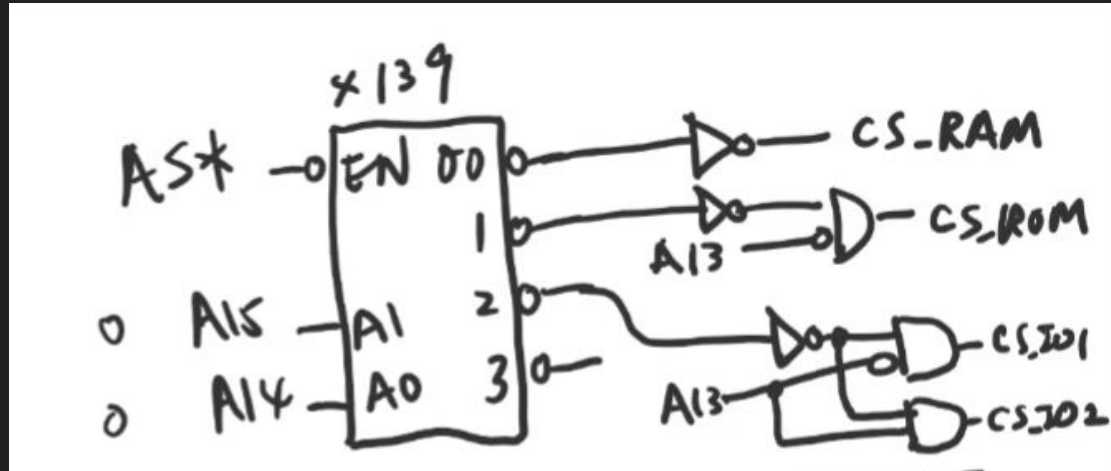 x139
AS* EN 00 CS_RAM
1 CS_ROM
A13
2
0 A15 A1 CS_IO1
3
A13
0 A14 A0 CS_IO2